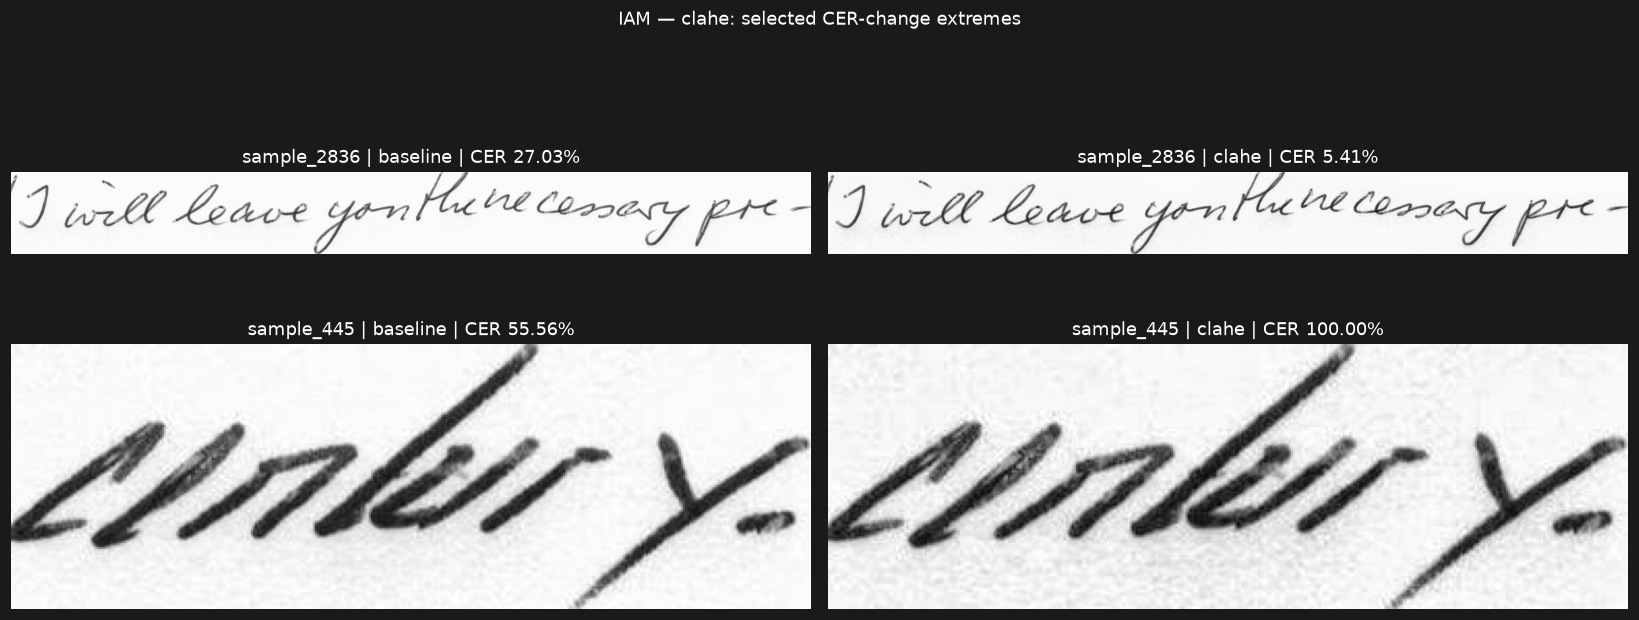 IAM — clahe: selected CER-change extremes
sample_2836 | baseline | CER 27.03%
sample_2836 | clahe | CER 5.41%
I will leave you the necessary pre-
I will leave you the necessary pre-
sample_445 | baseline | CER 55.56%
sample_445 | clahe | CER 100.00%